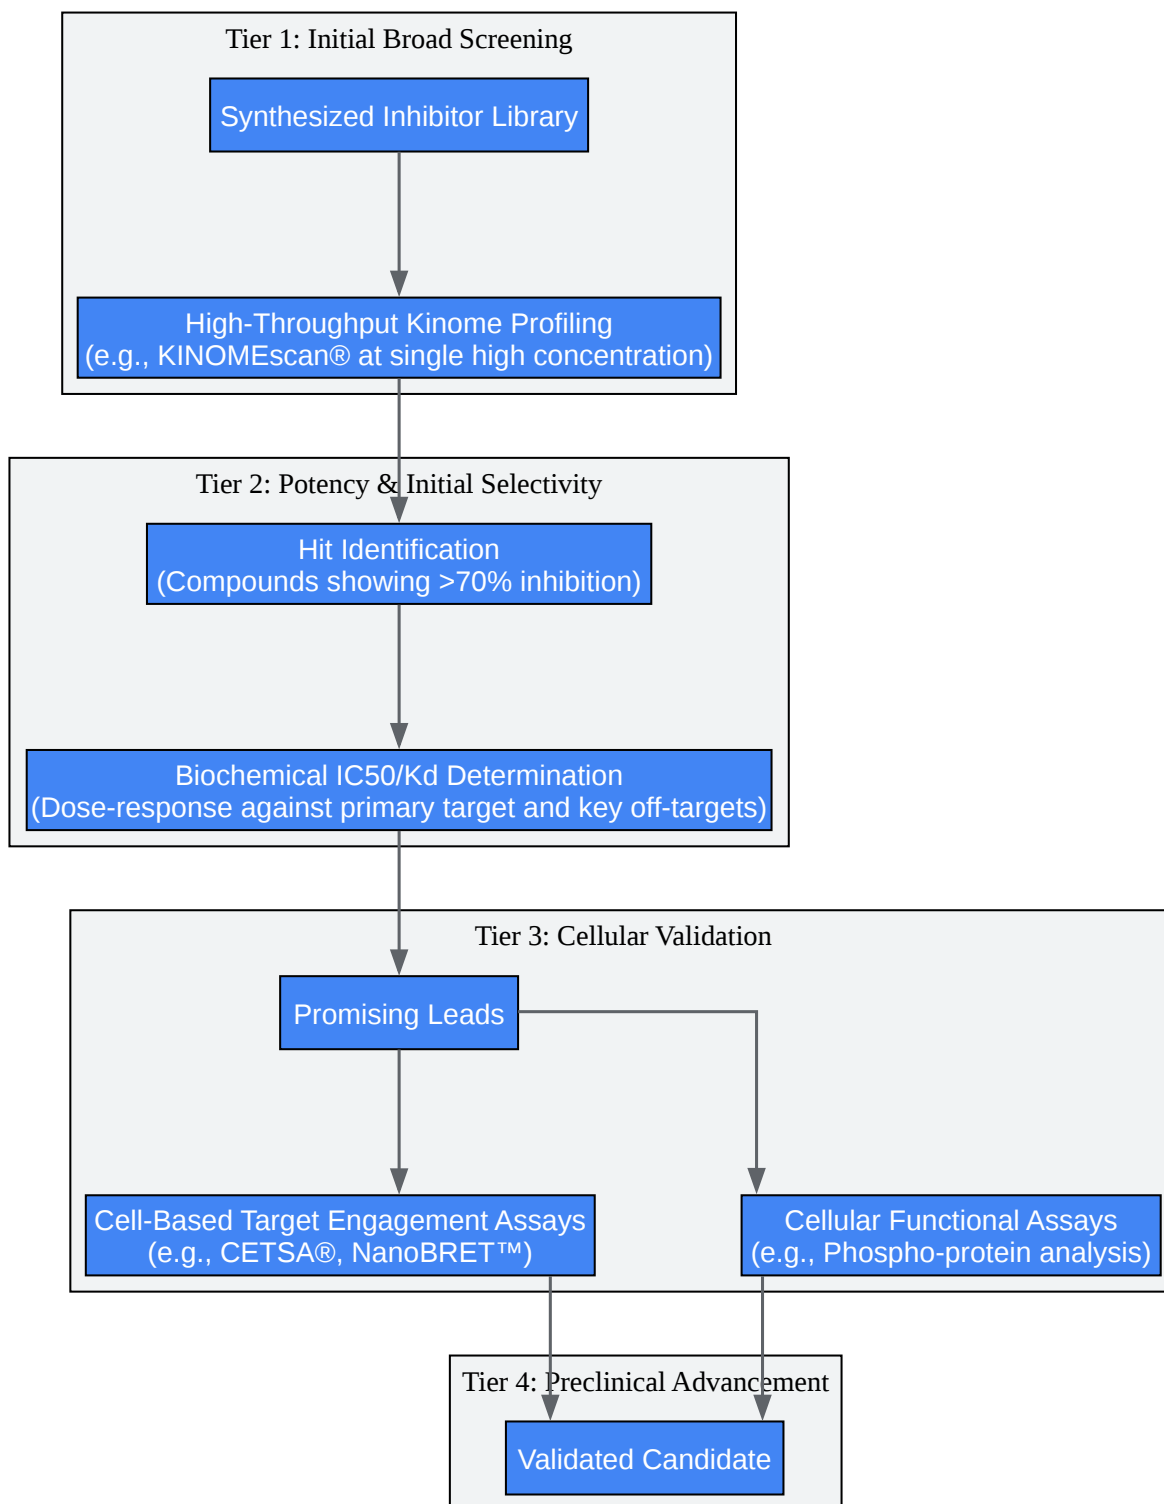 Tier 1: Initial Broad Screening
Synthesized Inhibitor Library
High-Throughput Kinome Profiling
(e.g., KINOMEscan® at single high concentration)
Tier 2: Potency & Initial Selectivity
Hit Identification
(Compounds showing >70% inhibition)
Biochemical IC50/Kd Determination
(Dose-response against primary target and key off-targets)
Tier 3: Cellular Validation
Promising Leads
Cell-Based Target Engagement Assays
(e.g., CETSA®, NanoBRET™)
Cellular Functional Assays
(e.g., Phospho-protein analysis)
Tier 4: Preclinical Advancement
Validated Candidate